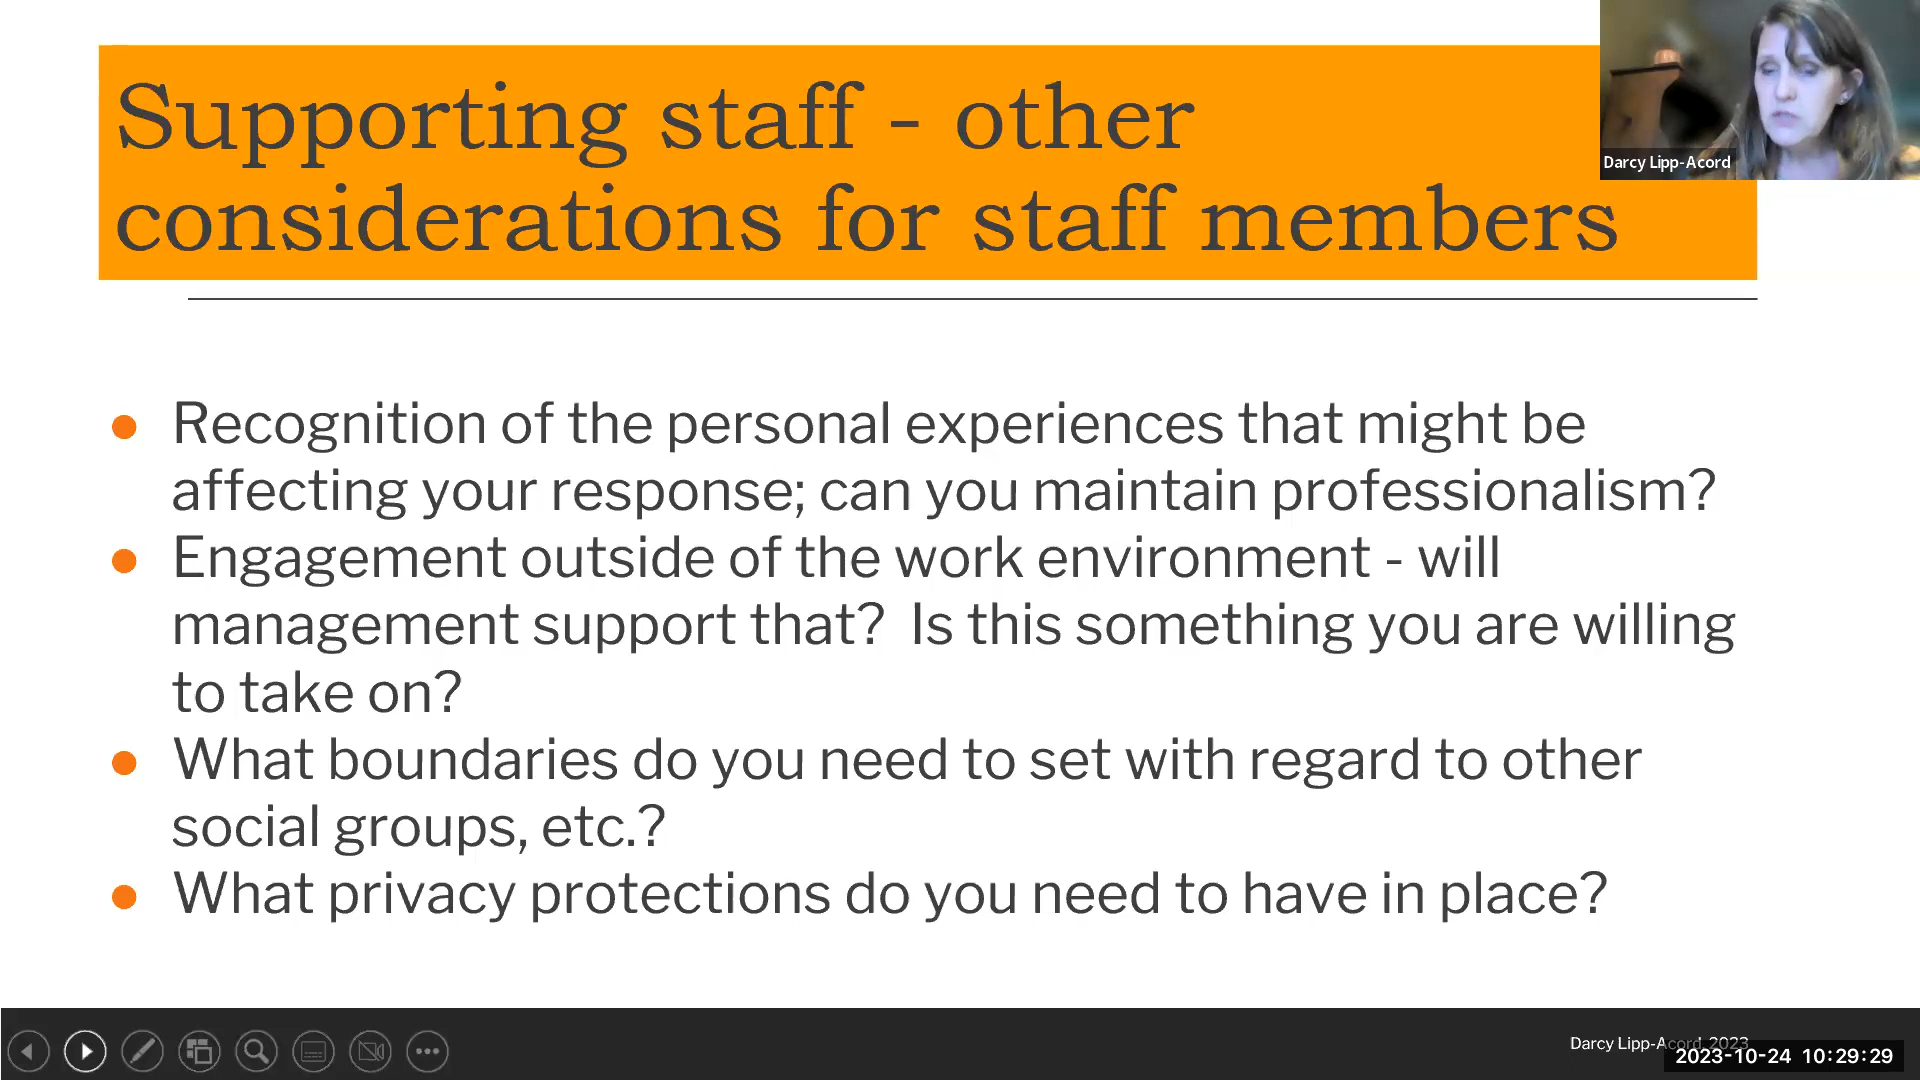 Supporting staff - other
considerations for staff members
Darcy Lipp-Acord
Recognition of the personal experiences that might be
affecting your response; can you maintain professionalism?
Engagement outside of the work environment - will
management support that?  Is this something you are willing
to take on?
What boundaries do you need to set with regard to other
social groups, etc.?
What privacy protections do you need to have in place?
Darcy Lipp-Acord, 2023
2023-10-24 10:29:29